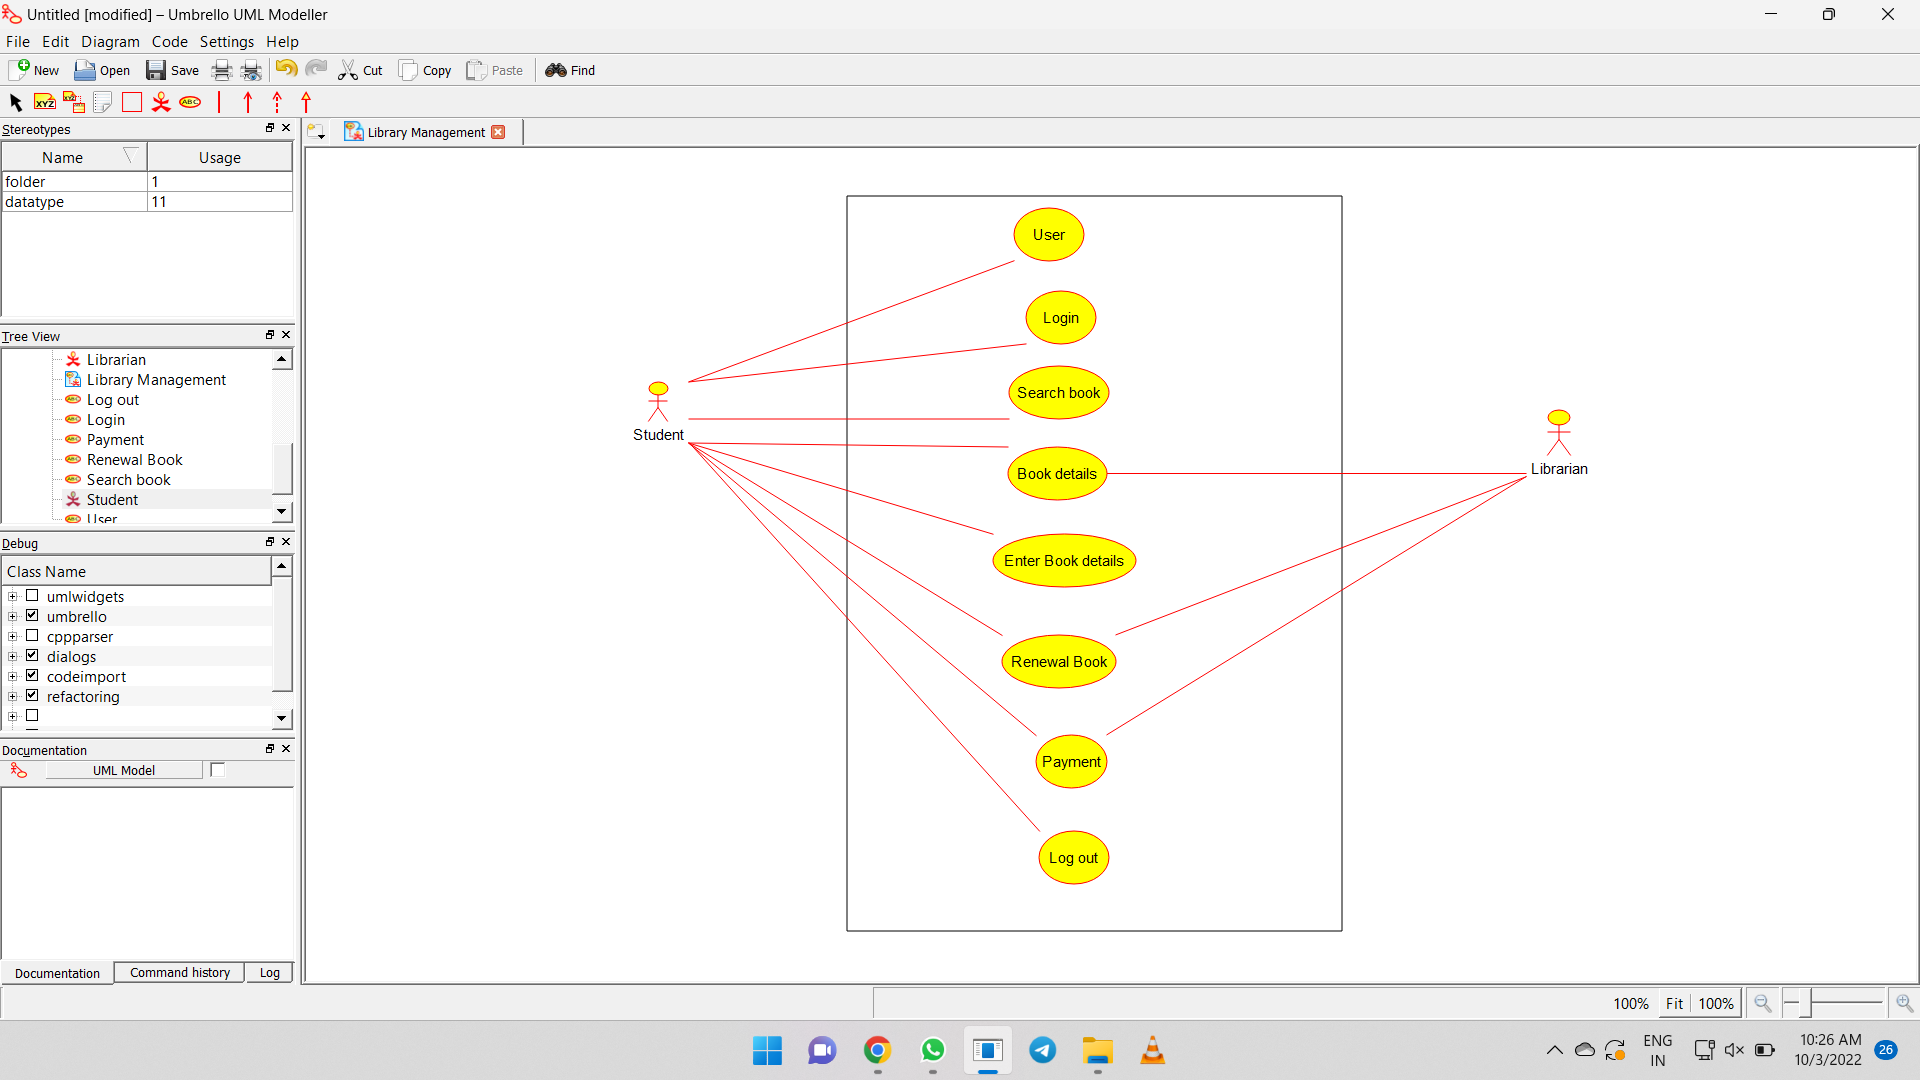 Untitled [modified] – Umbrello UML Modeller
File Edit Diagram Code Settings Help
New Open Save Cut Copy Paste Find
XYZ XYZ ABC
Stereotypes
Name Usage
folder 1
datatype 11
Tree View
Librarian
Library Management
Log out
Login
Payment
Renewal Book
Search book
Student
User
Debug
Class Name
umlwidgets
umbrello
cppparser
dialogs
codeimport
refactoring
Documentation
UML Model
Documentation Command history Log
Library Management
User
Login
Search book
Student
Book details
Librarian
Enter Book details
Renewal Book
Payment
Log out
100% Fit 100%
ENG
IN
10:26 AM
10/3/2022
26